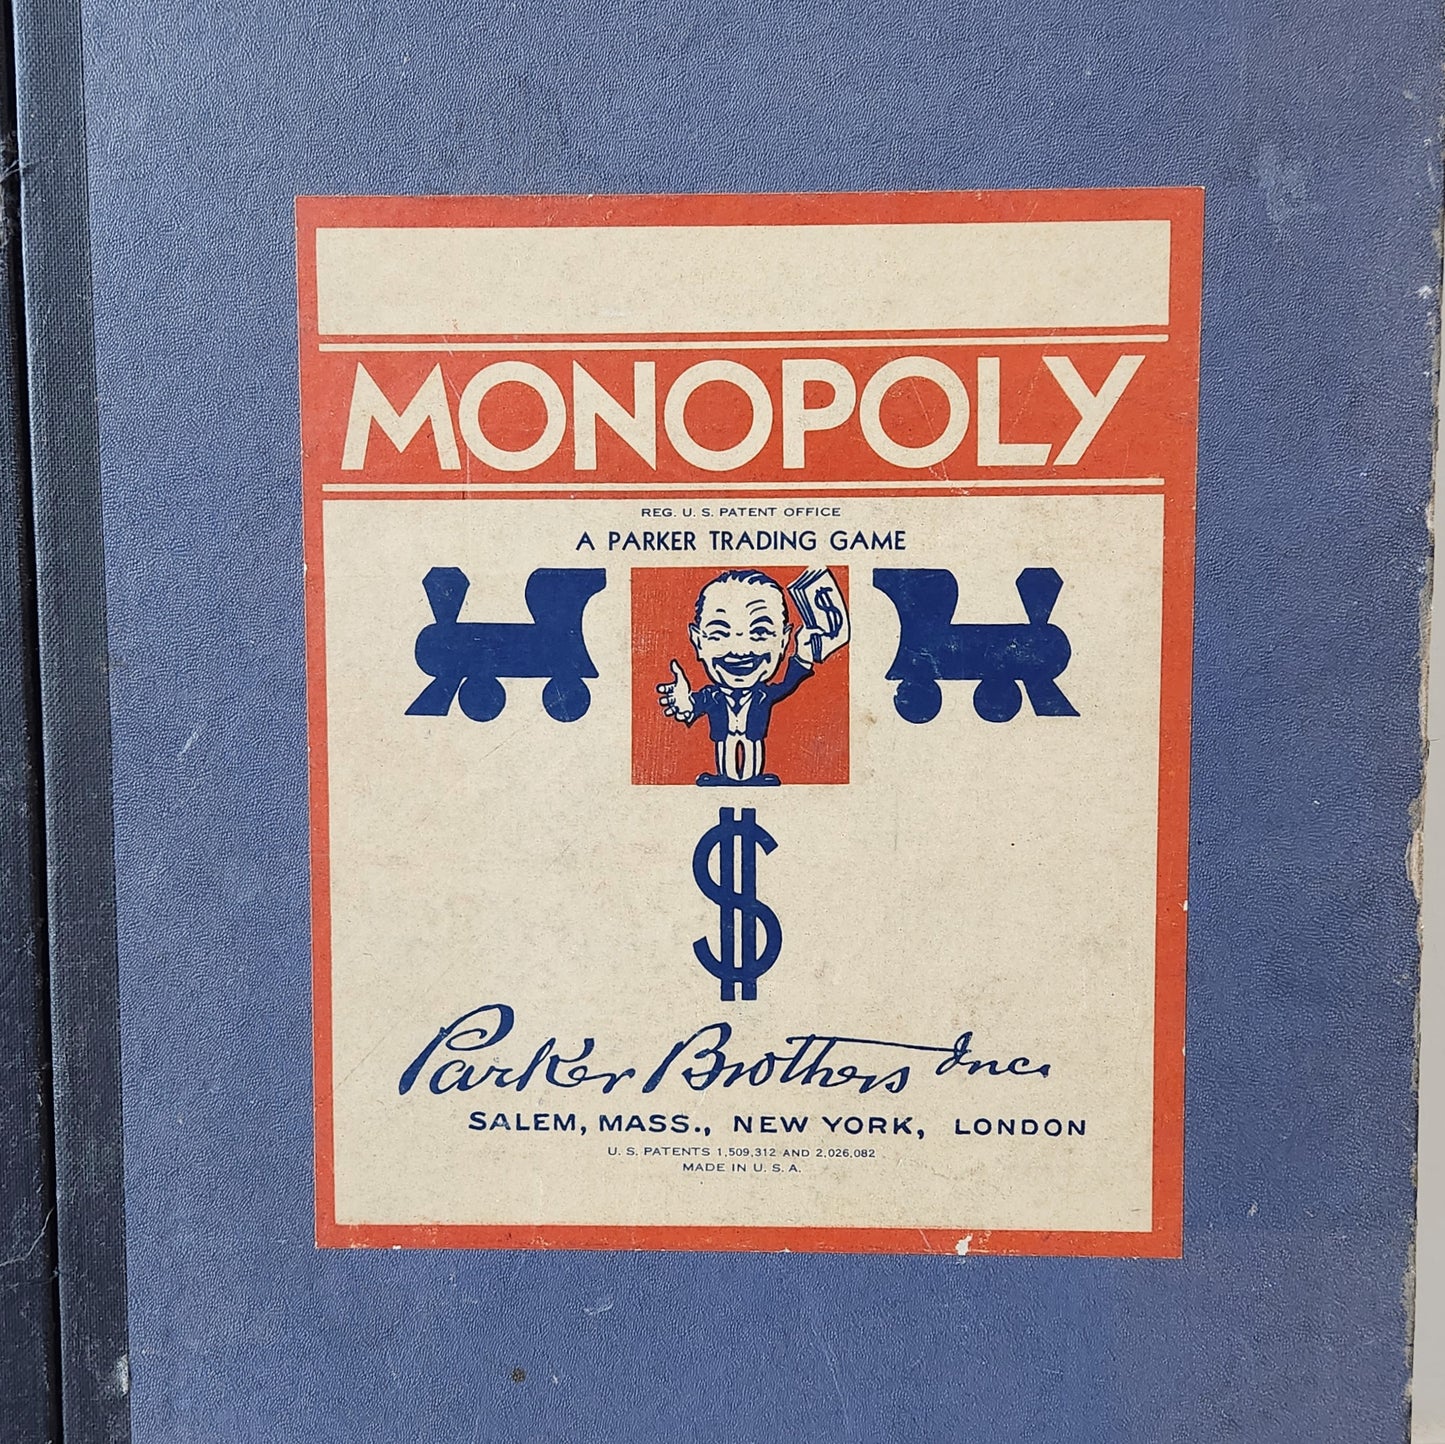 MONOPOLY
REG. U. S. PATENT OFFICE
A PARKER TRADING GAME
$
$
Parker Brothers Inc.
SALEM, MASS., NEW YORK, LONDON
U. S. PATENTS 1,509,312 AND 2,026,082
MADE IN U. S. A.